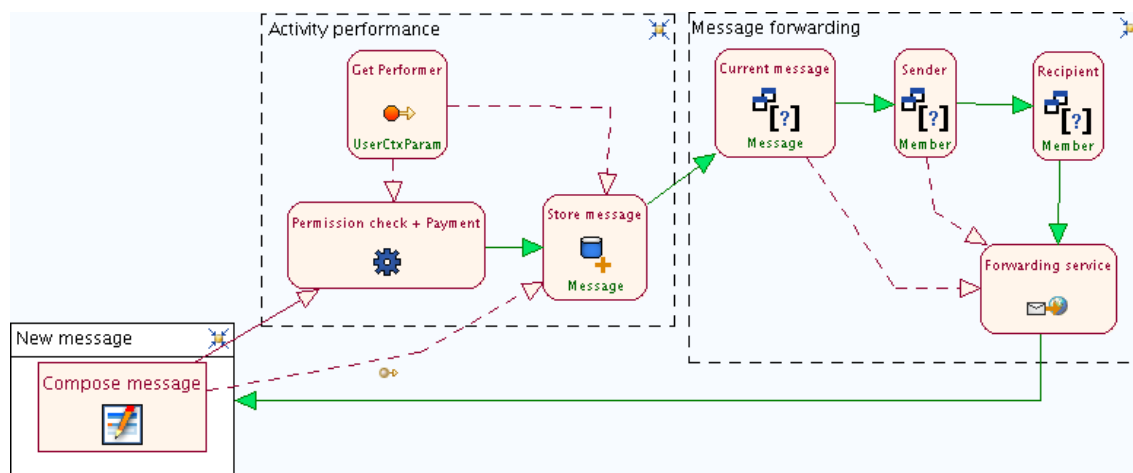 Activity performance
Get Performer
UserCtxParam
Permission check + Payment
Store message
Message
Message forwarding
Current message
[?]
Message
Sender
[?]
Member
Recipient
[?]
Member
Forwarding service
New message
Compose message